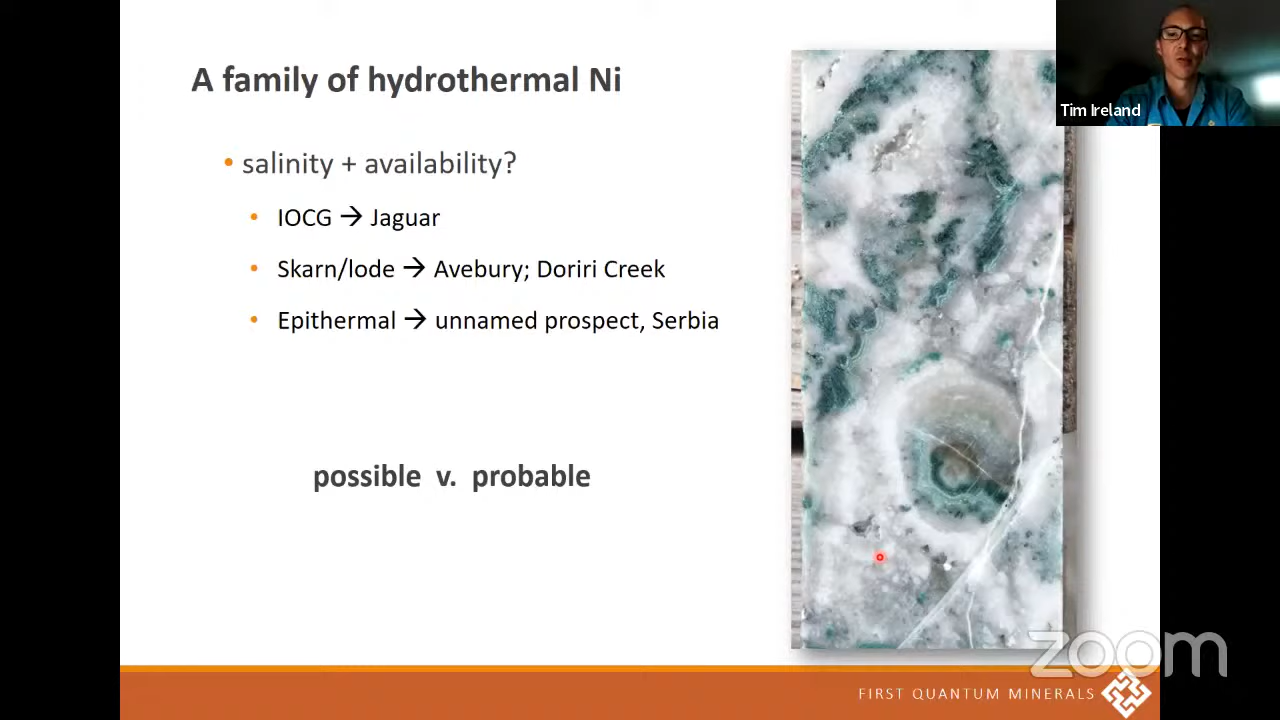 A family of hydrothermal Ni
Tim Ireland
• salinity + availability?
• IOCG → Jaguar
• Skarn/lode → Avebury; Doriri Creek
• Epithermal → unnamed prospect, Serbia
possible v. probable
zoom
FIRST QUANTUM MINERALS